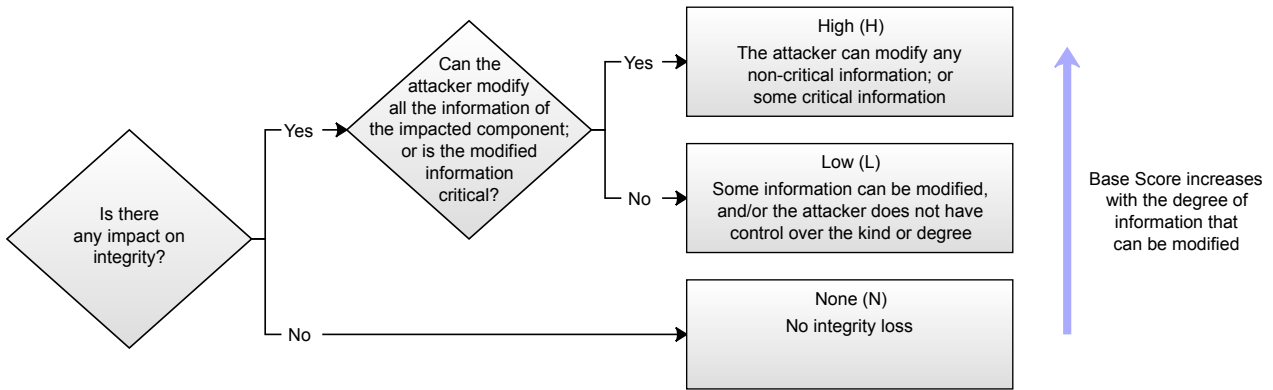 Is there
any impact on
integrity?
Yes
No
Can the
attacker modify
all the information of
the impacted component;
or is the modified
information
critical?
Yes
No
High (H)
The attacker can modify any
non-critical information; or
some critical information
Low (L)
Some information can be modified,
and/or the attacker does not have
control over the kind or degree
None (N)
No integrity loss
Base Score increases
with the degree of
information that
can be modified